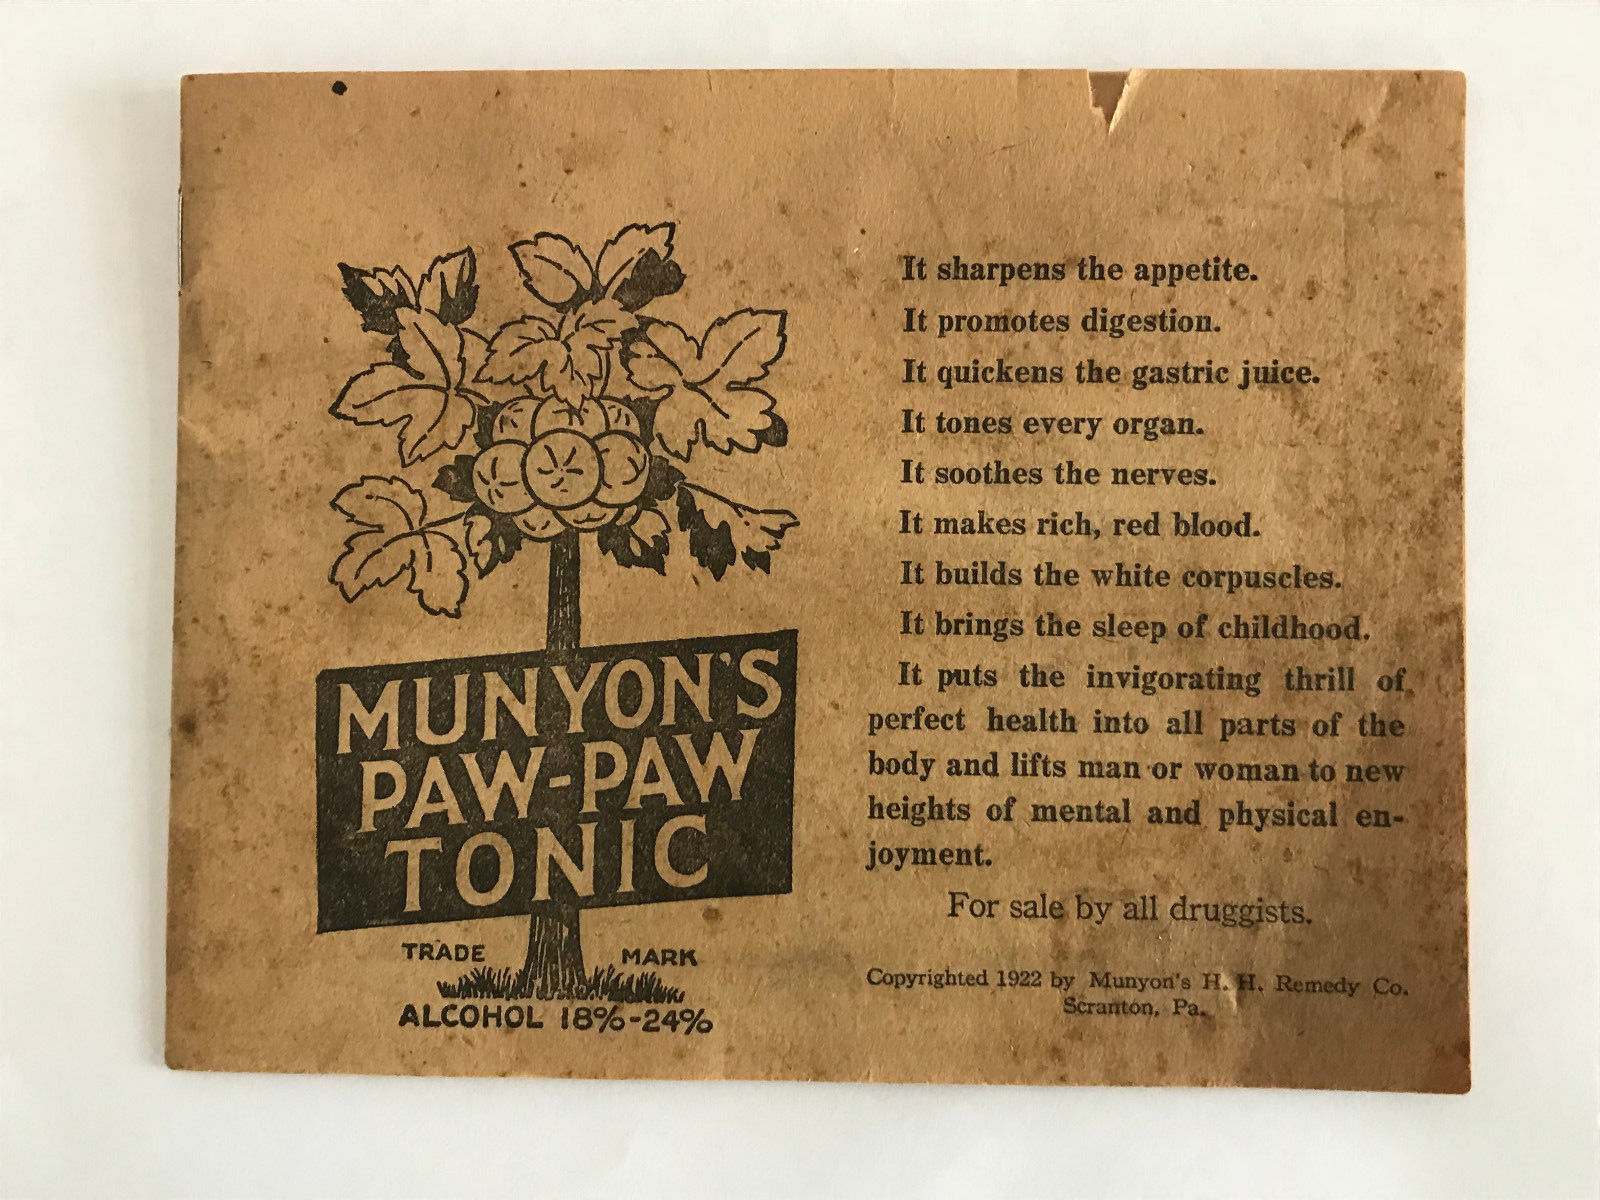 MUNYON'S
PAW-PAW
TONIC
TRADE MARK
ALCOHOL 18%-24%
It sharpens the appetite.
It promotes digestion.
It quickens the gastric juice.
It tones every organ.
It soothes the nerves.
It makes rich, red blood.
It builds the white corpuscles.
It brings the sleep of childhood.
It puts the invigorating thrill of
perfect health into all parts of the
body and lifts man or woman to new
heights of mental and physical en-
joyment.
For sale by all druggists.
Copyrighted 1922 by Munyon's H. H. Remedy Co.
Scranton, Pa.